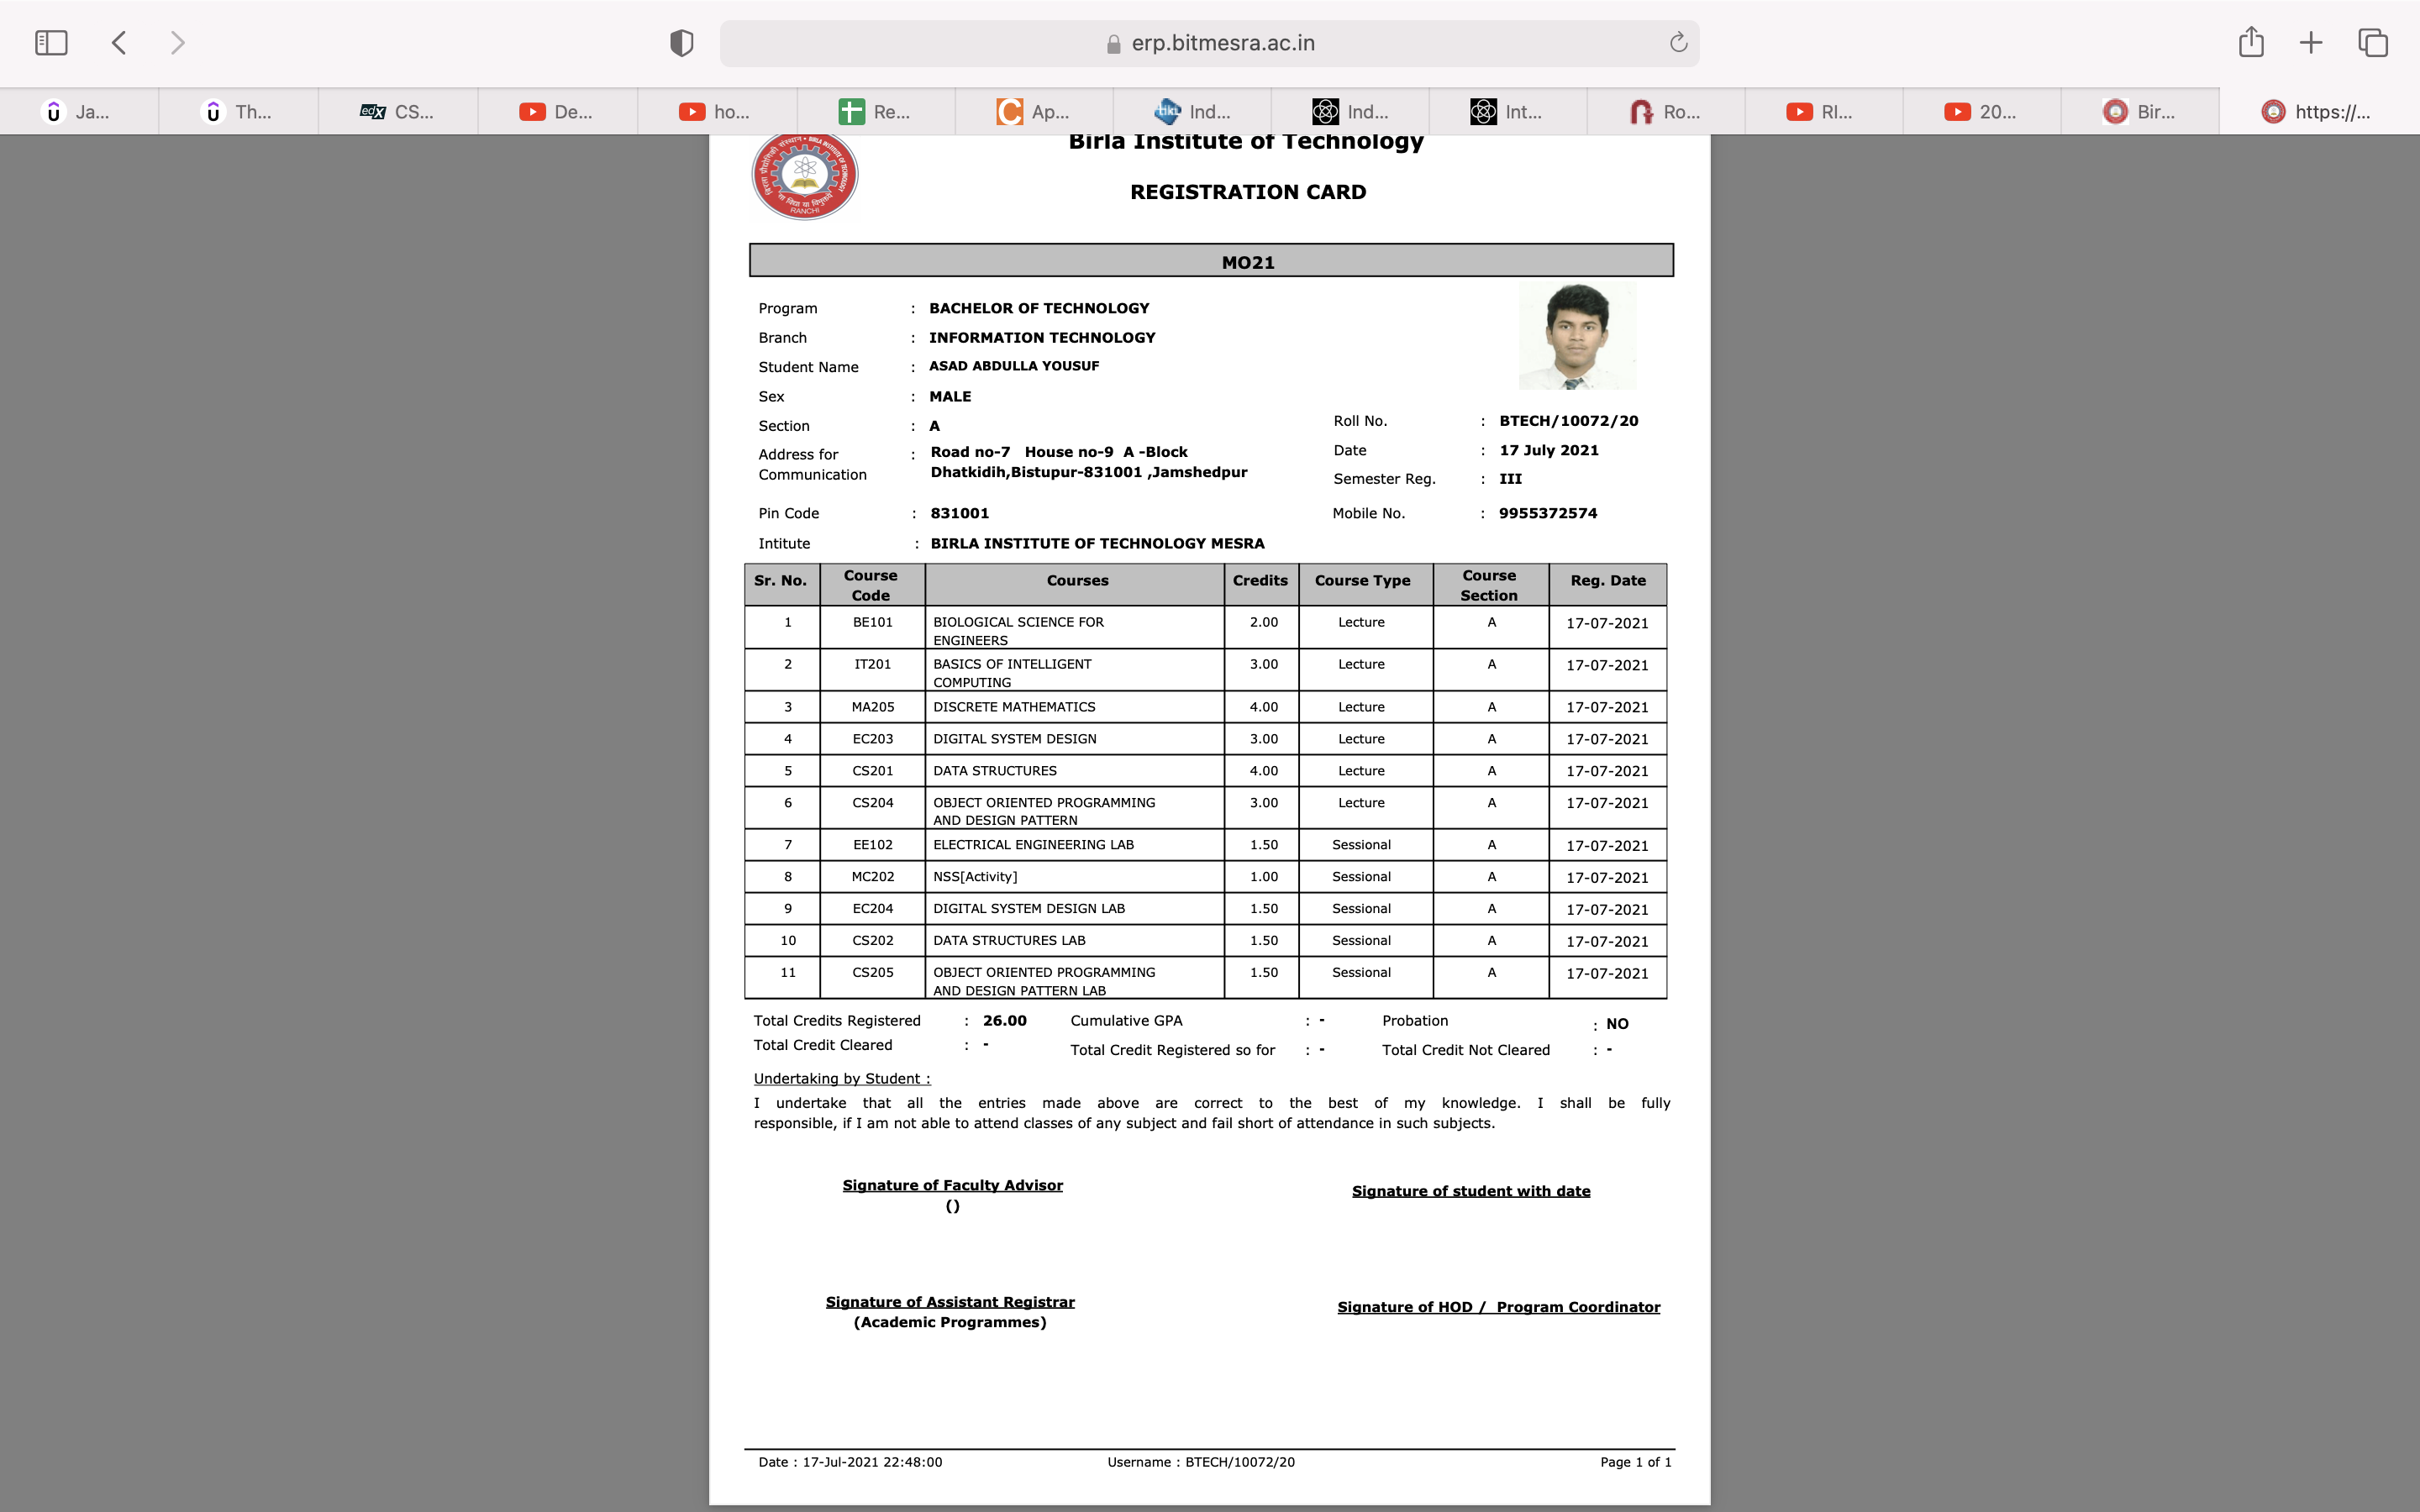 erp.bitmesra.ac.in
Ja... Th... edX CS... De... ho... Re... Ap... tiki Ind... Ind... Int... Ro... RI... 20... Bir... https://...
Birla Institute of Technology
RANCHI
REGISTRATION CARD
MO21
Program : BACHELOR OF TECHNOLOGY
Branch : INFORMATION TECHNOLOGY
Student Name : ASAD ABDULLA YOUSUF
Sex : MALE
Section : A
Roll No. : BTECH/10072/20
Address for Communication : Road no-7 House no-9 A -Block
Dhatkidih,Bistupur-831001 ,Jamshedpur
Date : 17 July 2021
Semester Reg. : III
Pin Code : 831001 Mobile No. : 9955372574
Intitute : BIRLA INSTITUTE OF TECHNOLOGY MESRA
Sr. No. Course Code Courses Credits Course Type Course Section Reg. Date
1 BE101 BIOLOGICAL SCIENCE FOR ENGINEERS 2.00 Lecture A 17-07-2021
2 IT201 BASICS OF INTELLIGENT COMPUTING 3.00 Lecture A 17-07-2021
3 MA205 DISCRETE MATHEMATICS 4.00 Lecture A 17-07-2021
4 EC203 DIGITAL SYSTEM DESIGN 3.00 Lecture A 17-07-2021
5 CS201 DATA STRUCTURES 4.00 Lecture A 17-07-2021
6 CS204 OBJECT ORIENTED PROGRAMMING AND DESIGN PATTERN 3.00 Lecture A 17-07-2021
7 EE102 ELECTRICAL ENGINEERING LAB 1.50 Sessional A 17-07-2021
8 MC202 NSS[Activity] 1.00 Sessional A 17-07-2021
9 EC204 DIGITAL SYSTEM DESIGN LAB 1.50 Sessional A 17-07-2021
10 CS202 DATA STRUCTURES LAB 1.50 Sessional A 17-07-2021
11 CS205 OBJECT ORIENTED PROGRAMMING AND DESIGN PATTERN LAB 1.50 Sessional A 17-07-2021
Total Credits Registered : 26.00 Cumulative GPA : - Probation : NO
Total Credit Cleared : - Total Credit Registered so for : - Total Credit Not Cleared : -
Undertaking by Student :
I undertake that all the entries made above are correct to the best of my knowledge. I shall be fully
responsible, if I am not able to attend classes of any subject and fail short of attendance in such subjects.
Signature of Faculty Advisor Signature of student with date
()
Signature of Assistant Registrar Signature of HOD / Program Coordinator
(Academic Programmes)
Date : 17-Jul-2021 22:48:00 Username : BTECH/10072/20 Page 1 of 1